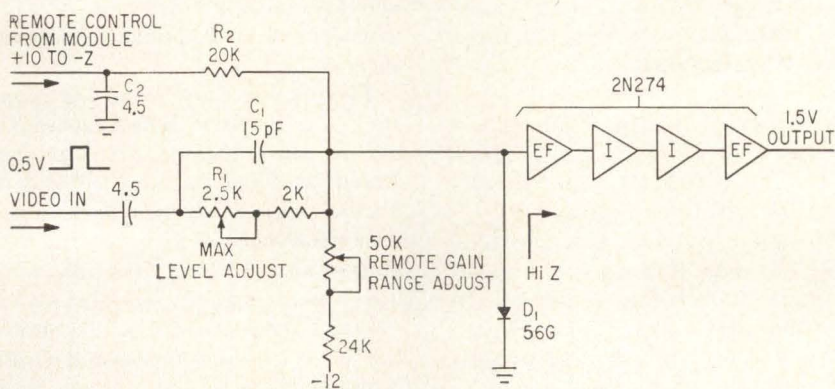 REMOTE CONTROL
FROM MODULE
+10 TO -Z
R2
20K
C2
4.5
C1
15 pF
2N274
EF
I
I
EF
1.5V
OUTPUT
0.5 V
VIDEO IN
4.5
R1
2.5K
2K
MAX
LEVEL ADJUST
50K
REMOTE GAIN
RANGE ADJUST
Hi Z
D1
56G
24K
-12